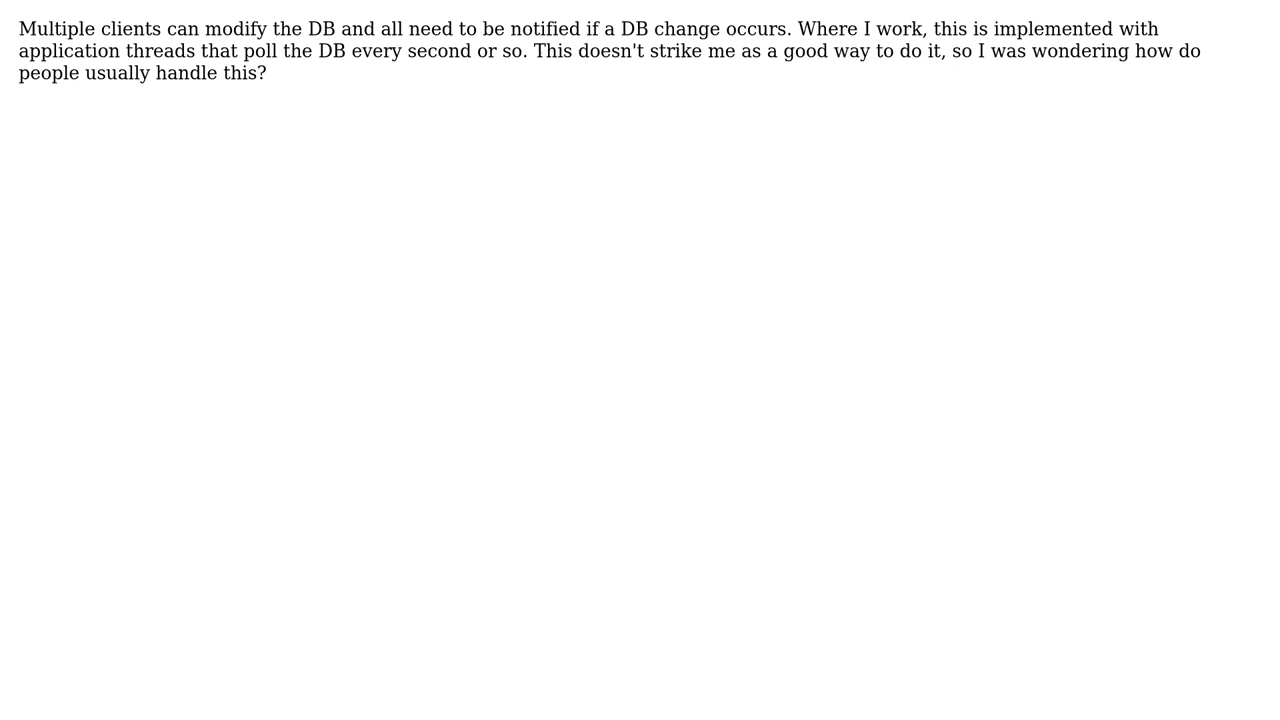 Multiple clients can modify the DB and all need to be notified if a DB change occurs. Where I work, this is implemented with
application threads that poll the DB every second or so. This doesn't strike me as a good way to do it, so I was wondering how do
people usually handle this?